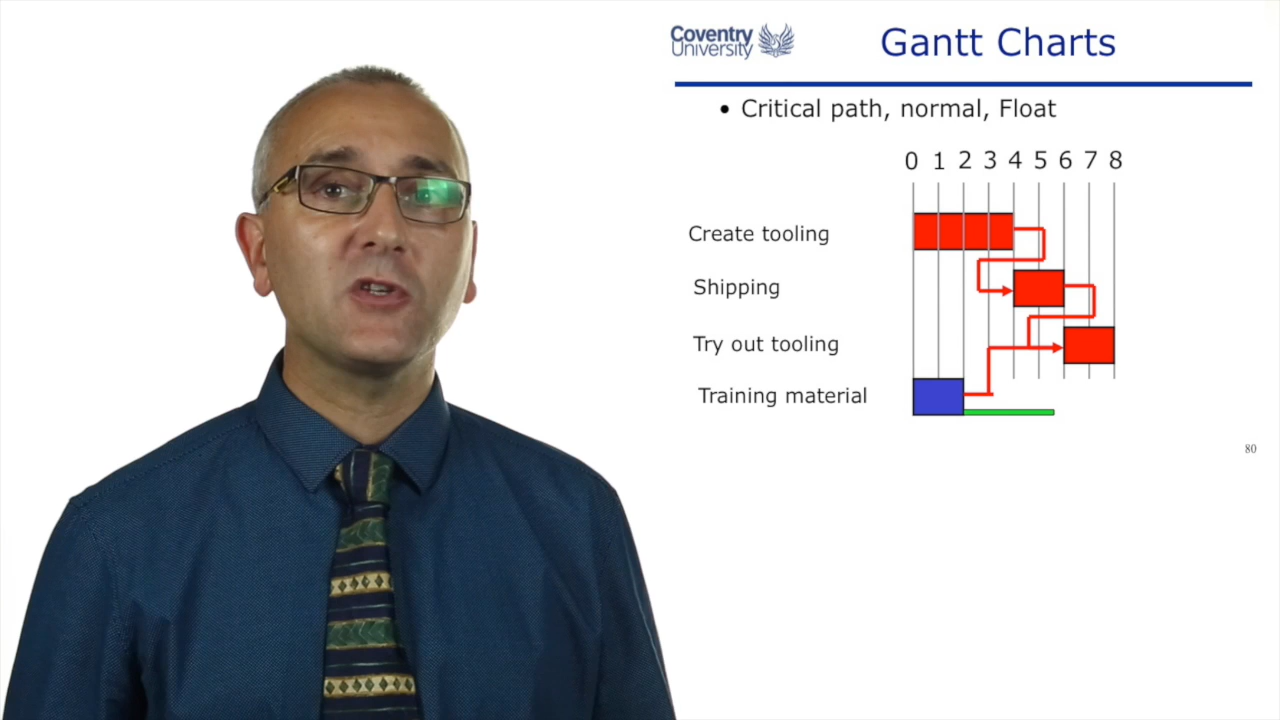 Coventry
University
Gantt Charts
• Critical path, normal, Float
0 1 2 3 4 5 6 7 8
Create tooling
Shipping
Try out tooling
Training material
80